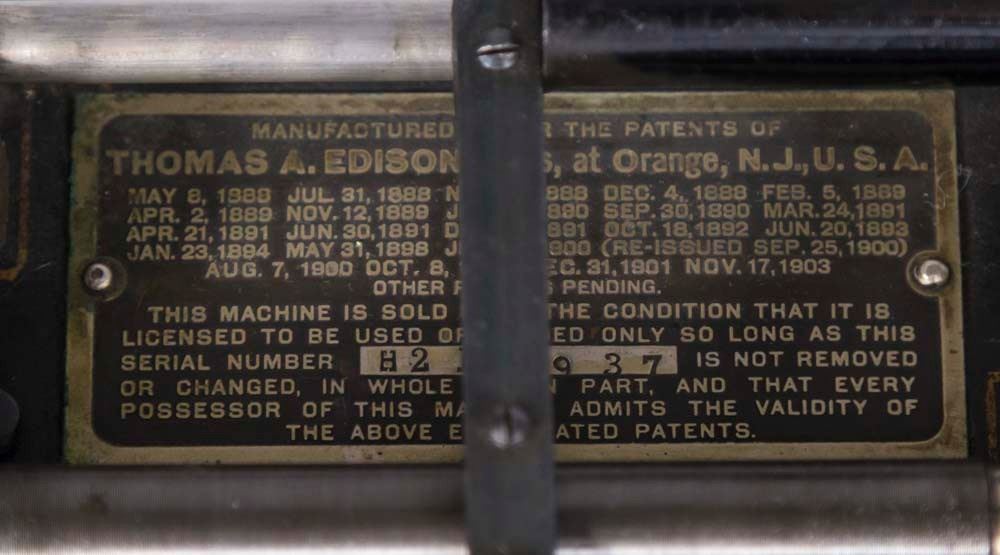 MANUFACTURED THE PATENTS OF
THOMAS A. EDISON at Orange, N.J., U. S. A.
MAY 8, 1888 JUL 31, 1888 DEC. 4, 1888 FEB. 5, 1889
APR. 2, 1889 NOV. 12, 1889 SEP. 30, 1890 MAR. 24, 1891
APR. 21, 1891 JUN. 30, 1891 OCT. 18, 1892 JUN. 20, 1893
JAN. 23, 1894 MAY 31, 1898 (RE-ISSUED SEP. 25, 1900)
AUG. 7, 1900 OCT. 8, 31, 1901 NOV. 17, 1903
OTHER PENDING.
THIS MACHINE IS SOLD THE CONDITION THAT IT IS
LICENSED TO BE USED ONLY SO LONG AS THIS
SERIAL NUMBER H2 937 IS NOT REMOVED
OR CHANGED, IN WHOLE PART, AND THAT EVERY
POSSESSOR OF THIS ADMITS THE VALIDITY OF
THE ABOVE PATENTS.